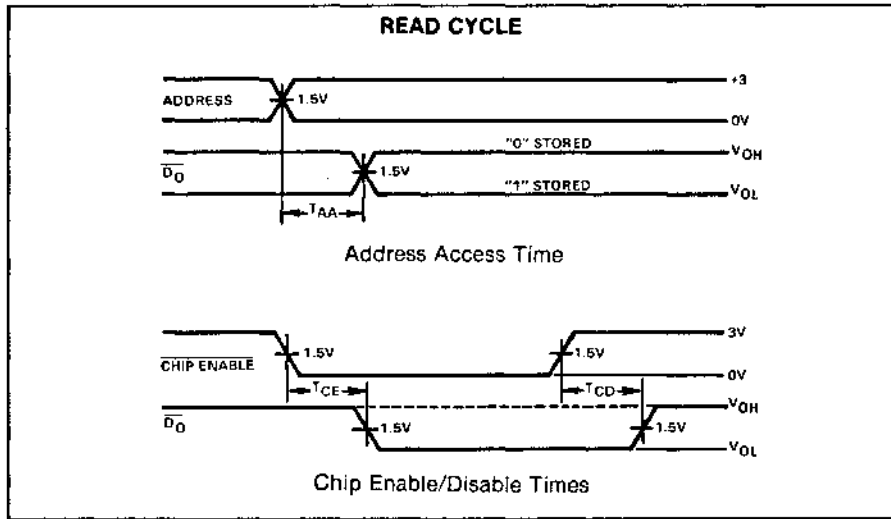 READ CYCLE
+3
ADDRESS
1.5V
0V
"0" STORED
VOH
DO
1.5V
"1" STORED
VOL
TAA
Address Access Time
3V
1.5V
1.5V
CHIP ENABLE
0V
TCE
TCD
VOH
DO
1.5V
1.5V
VOL
Chip Enable/Disable Times